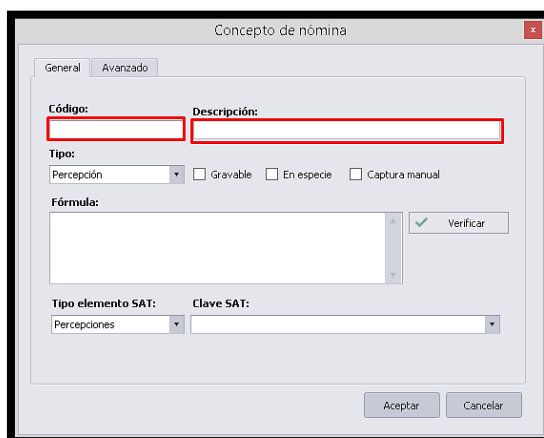 Concepto de nómina
x
General Avanzado
Código: Descripción:
Tipo:
Percepción Gravable En especie Captura manual
Fórmula:
Verificar
Tipo elemento SAT: Clave SAT:
Percepciones
Aceptar Cancelar